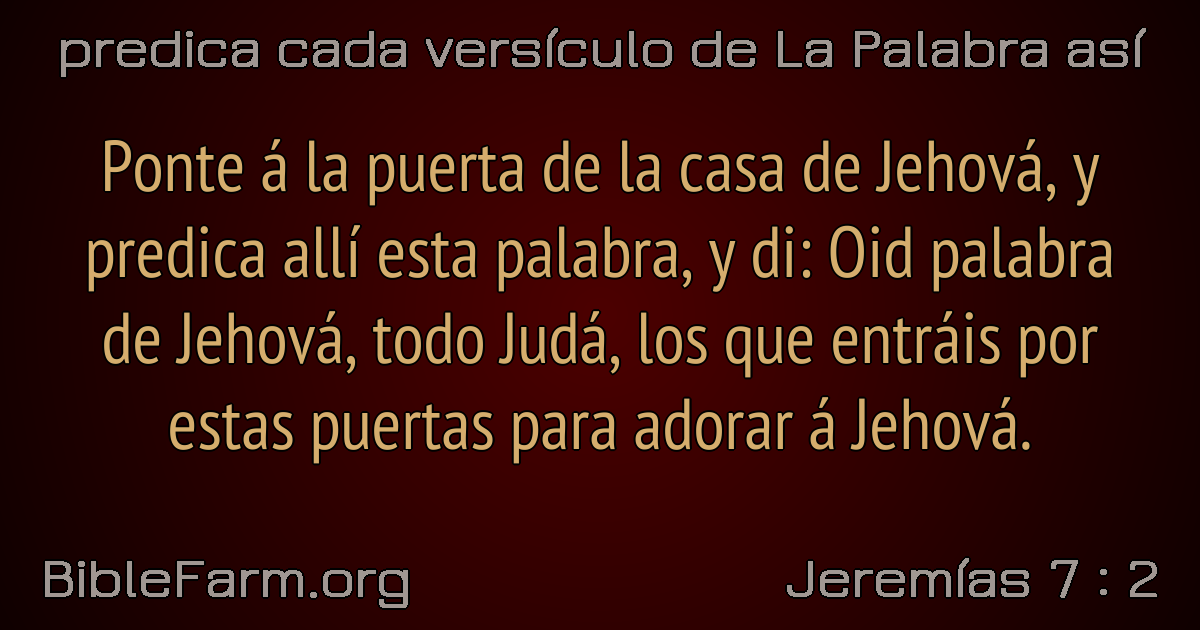 predica cada versículo de La Palabra así
Ponte á la puerta de la casa de Jehová, y
predica allí esta palabra, y di: Oid palabra
de Jehová, todo Judá, los que entráis por
estas puertas para adorar á Jehová.
BibleFarm.org
Jeremías 7 : 2